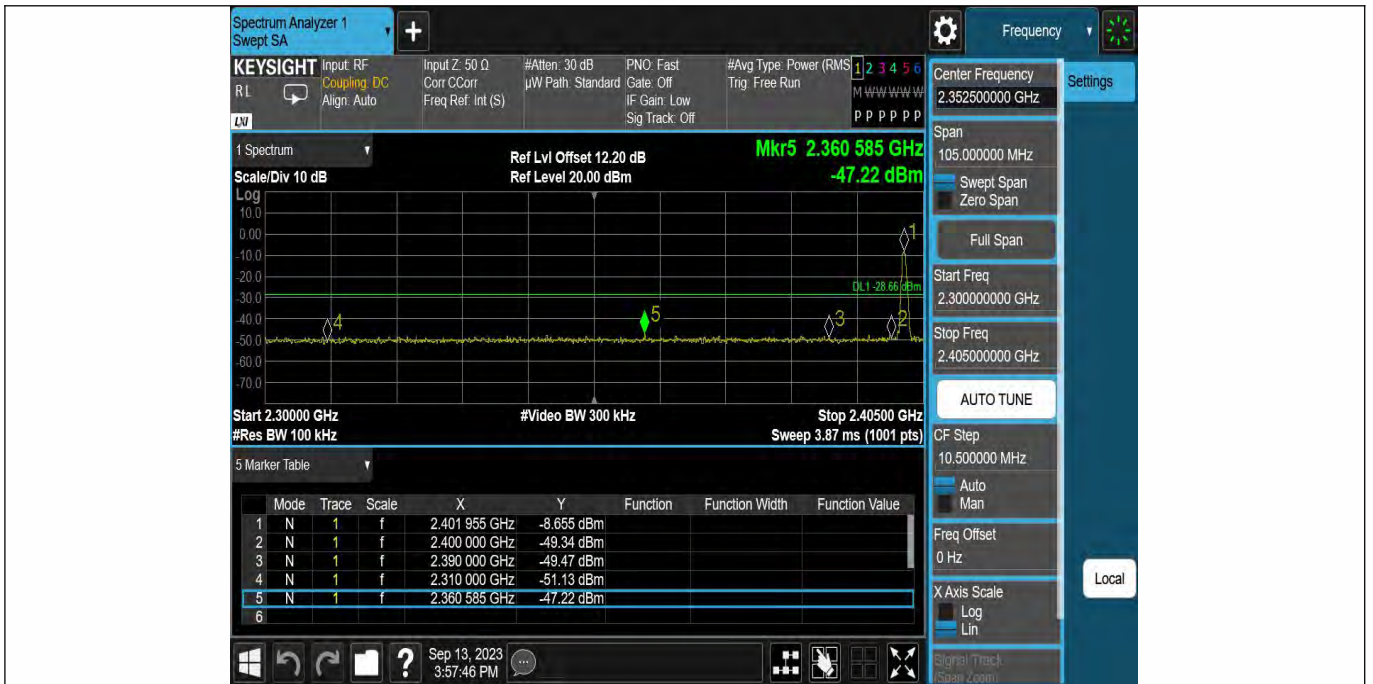 Spectrum Analyzer 1
Swept SA
+
Frequency
KEYSIGHT
RL
LXI
Input: RF
Coupling: DC
Align: Auto
Input Z: 50 Ω
Corr CCorr
Freq Ref: Int (S)
#Atten: 30 dB
µW Path: Standard
PNO: Fast
Gate: Off
IF Gain: Low
Sig Track: Off
#Avg Type: Power (RMS
Trig: Free Run
1 2 3 4 5 6
M W W W W W
P P P P P P
1 Spectrum
Scale/Div 10 dB
Ref Lvl Offset 12.20 dB
Ref Level 20.00 dBm
Mkr5 2.360 585 GHz
-47.22 dBm
Log
10.0
0.00
-10.0
-20.0
-30.0
-40.0
-50.0
-60.0
-70.0
1
DL1 -28.66 dBm
4
5
3
2
Start 2.30000 GHz
#Video BW 300 kHz
Stop 2.40500 GHz
#Res BW 100 kHz
Sweep 3.87 ms (1001 pts)
5 Marker Table
Mode Trace Scale X Y Function Function Width Function Value
1 N 1 f 2.401 955 GHz -8.655 dBm
2 N 1 f 2.400 000 GHz -49.34 dBm
3 N 1 f 2.390 000 GHz -49.47 dBm
4 N 1 f 2.310 000 GHz -51.13 dBm
5 N 1 f 2.360 585 GHz -47.22 dBm
6
Sep 13, 2023
3:57:46 PM
?
Center Frequency
2.352500000 GHz
Settings
Span
105.000000 MHz
Swept Span
Zero Span
Full Span
Start Freq
2.300000000 GHz
Stop Freq
2.405000000 GHz
AUTO TUNE
CF Step
10.500000 MHz
Auto
Man
Freq Offset
0 Hz
X Axis Scale
Log
Lin
Local
Signal Track
(Span Zoom)